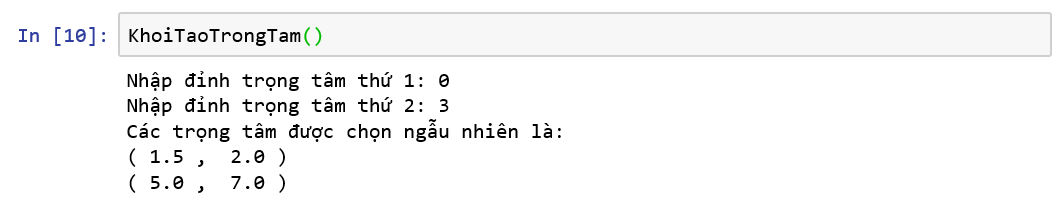 In [10]: KhoiTaoTrongTam()
Nhập đỉnh trọng tâm thứ 1: 0
Nhập đỉnh trọng tâm thứ 2: 3
Các trọng tâm được chọn ngẫu nhiên là:
( 1.5 ,  2.0 )
( 5.0 ,  7.0 )